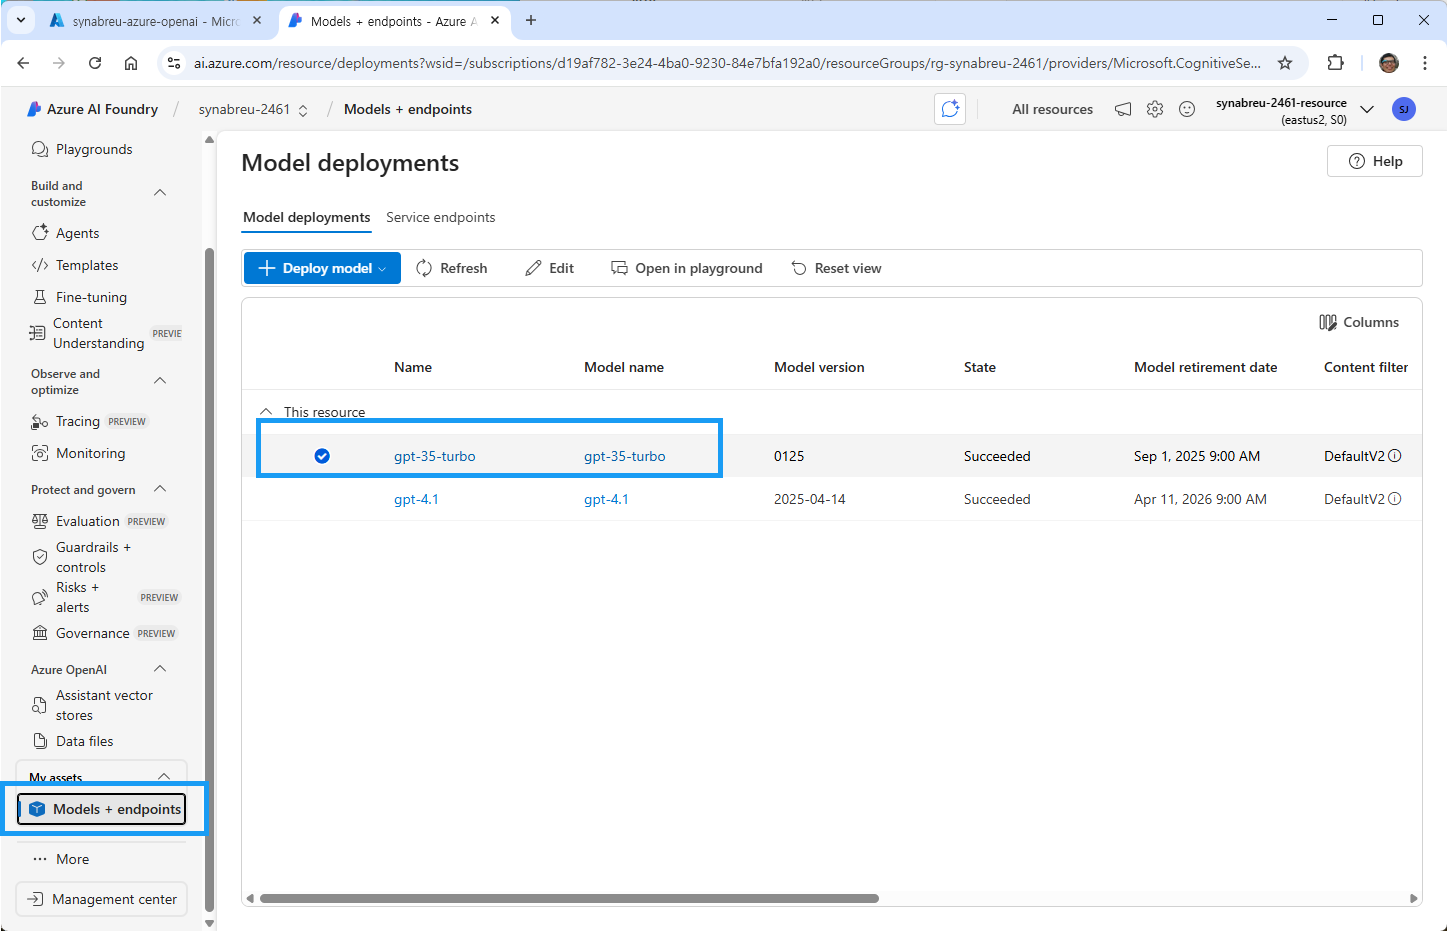 synabreu-azure-openai - Micr
Models + endpoints - Azure A
ai.azure.com/resource/deployments?wsid=/subscriptions/d19af782-3e24-4ba0-9230-84e7bfa192a0/resourceGroups/rg-synabreu-2461/providers/Microsoft.CognitiveSe...
Azure AI Foundry / synabreu-2461 / Models + endpoints
All resources
synabreu-2461-resource
(eastus2, S0)
SJ
Playgrounds
Build and
customize
Agents
Templates
Fine-tuning
Content
Understanding PREVIE
Observe and
optimize
Tracing PREVIEW
Monitoring
Protect and govern
Evaluation PREVIEW
Guardrails +
controls
Risks +
alerts PREVIEW
Governance PREVIEW
Azure OpenAI
Assistant vector
stores
Data files
My assets
Models + endpoints
More
Management center
Model deployments
Help
Model deployments Service endpoints
Deploy model Refresh Edit Open in playground Reset view
Columns
Name Model name Model version State Model retirement date Content filter
This resource
gpt-35-turbo gpt-35-turbo 0125 Succeeded Sep 1, 2025 9:00 AM DefaultV2
gpt-4.1 gpt-4.1 2025-04-14 Succeeded Apr 11, 2026 9:00 AM DefaultV2